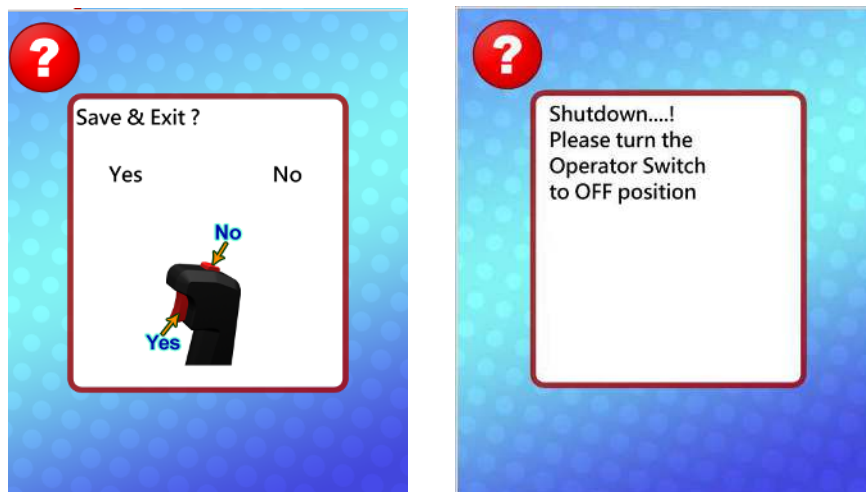 ?
Save & Exit ?
Yes No
No
Yes
?
Shutdown....!
Please turn the
Operator Switch
to OFF position